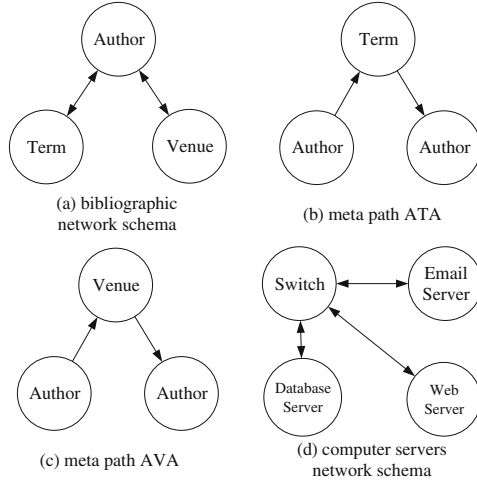 Author
Term
Venue
(a) bibliographic
network schema
Term
Author
Author
(b) meta path ATA
Venue
Author
Author
(c) meta path AVA
Switch
Email
Server
Database
Server
Web
Server
(d) computer servers
network schema